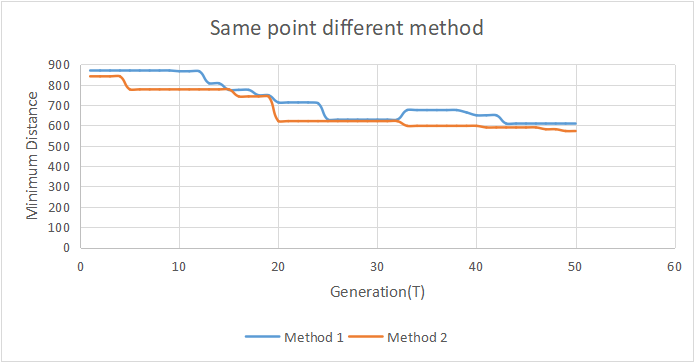 Same point different method
900
800
700
600
500
400
300
200
100
0
Minimum Distance
0 10 20 30 40 50 60
Generation(T)
Method 1 Method 2